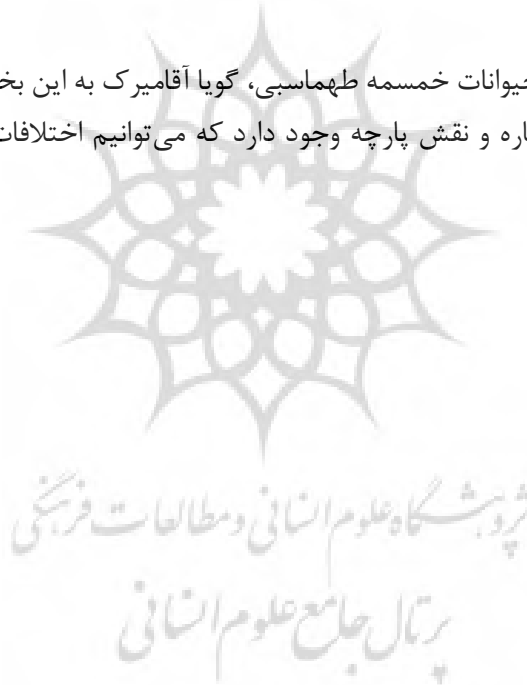 حیوانات خمسمه طهماسبی، گویا آقامیرک به این بخ
اره و نقش پارچه وجود دارد که می‌توانیم اختلافات
پژوهشگاه علوم انسانی و مطالعات فرهنگی
پرتال جامع علوم انسانی